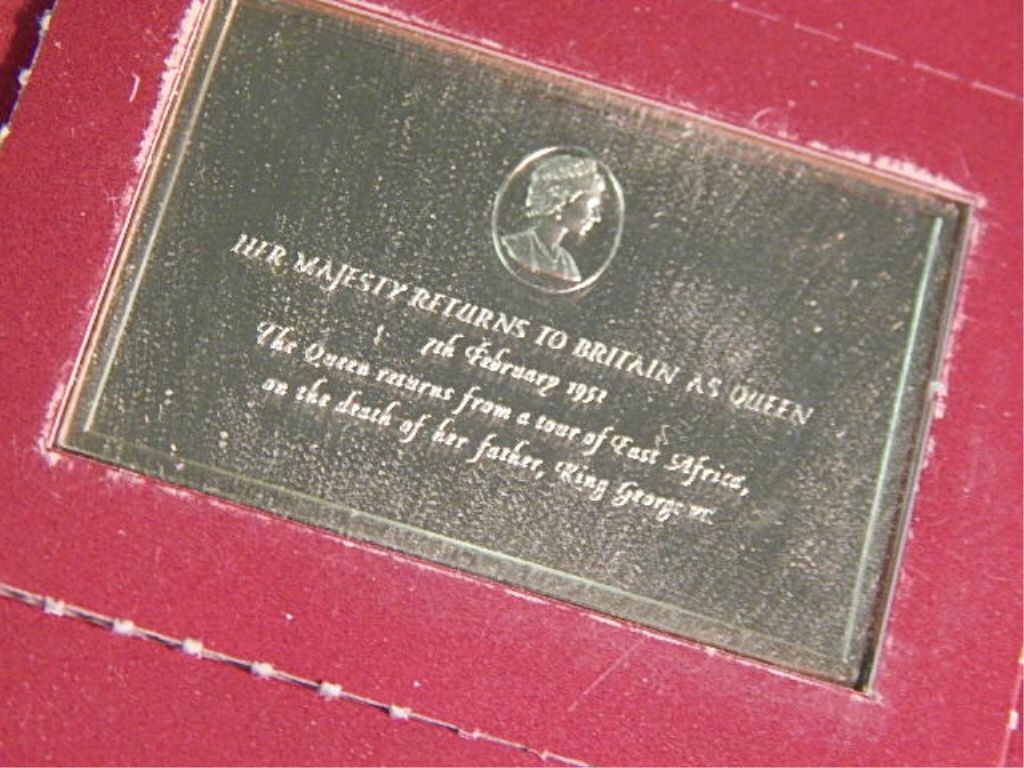 HER MAJESTY RETURNS TO BRITAIN AS QUEEN
7th February 1952
The Queen returns from a tour of East Africa,
on the death of her father, King George VI.